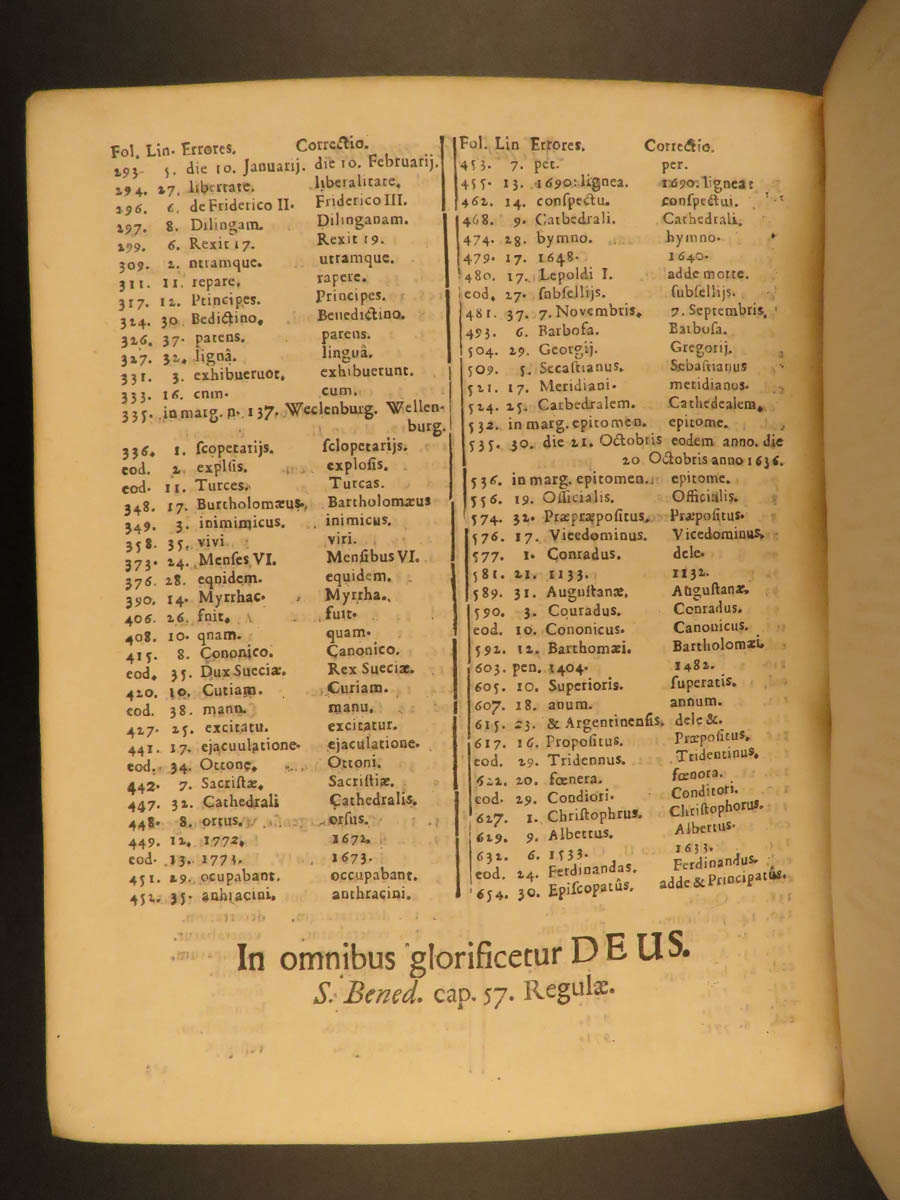 Fol. Lin. Errores. Correctio.
293. 5. die 10. Januarij. die 10. Februarij.
294. 27. libertate. liberalitate.
296. 6. de Friderico II. Friderico III.
297. 8. Dilingam. Dilinganam.
299. 6. Rexit 17. Rexit 19.
309. 2. ntramque. utramque.
311. 11. repare. rapere.
317. 12. Ptincipes. Principes.
324. 30 Bedictino. Benedictino.
326. 37. patens. parens.
327. 32. lignâ. linguâ.
331. 3. exhibueruot. exhibuerunt.
333. 16. cnm. cum.
335. in marg. n. 137. Weclenburg. Wellen-
burg.
336. 1. ſcopetarijs. ſclopetarijs.
eod. 2. explſis. exploſis.
eod. 11. Turces. Turcas.
348. 17. Burtholomæus. Bartholomæus
349. 3. inimimicus. inimicus.
358. 35. vivi viri.
373. 24. Menſes VI. Menſibus VI.
376. 28. eqnidem. equidem.
390. 14. Myrrhac. Myrrha.
406. 26. fnit. fuit.
408. 10. qnam. quam.
415. 8. Cononico. Canonico.
eod. 35. Dux Sueciæ. Rex Sueciæ.
420. 10. Cutiam. Curiam.
eod. 38. mann. manu.
427. 25. excitatu. excitatur.
441. 17. ejacuulatione. ejaculatione.
eod. 34. Ottone. Ottoni.
442. 7. Sacriſtæ. Sacriſtiæ.
447. 32. Cathedrali Cathedralis.
448. 8. ortus. orſus.
449. 12. 1772. 1672.
eod. 13. 1773. 1673.
451. 29. ocupabant. occupabant.
452. 35. anhracini. anthracini.
Fol. Lin Errores. Correctio.
453. 7. pet. per.
455. 13. 1690: lignea. 1690. lignea:
462. 14. conſpectu. conſpectui.
468. 9. Catbedrali. Cathedrali.
474. 28. bymno. hymno.
479. 17. 1648. 1640.
480. 17. Lepoldi I. adde morte.
eod. 27. ſubſellijs. ſubſellijs.
481. 37. 7. Novembris. 7. Septembris.
493. 6. Barboſa. Barboſa.
504. 29. Georgij. Gregorij.
509. 5. Secaſtianus. Sebaſtianus
521. 17. Meridiani. meridianos.
524. 25. Catbedralem. Cathedealem.
532. in marg. epitomen. epitome.
535. 30. die 21. Octobris eodem anno. die
20 Octobris anno 1636.
536. in marg. epitomen. epitome.
556. 19. Officialis. Officialis.
574. 32. Præpræpoſitus. Præpoſitus.
576. 17. Vicedominus. Vicedominus.
577. 1. Conradus. dele.
581. 21. 1133. 1132.
589. 31. Auguſtanæ. Auguſtanæ.
590. 3. Couradus. Conradus.
eod. 10. Cononicus. Canonicus.
592. 12. Barthomæi. Bartholomæi.
603. pen. 1404. 1482.
605. 10. Superioris. ſuperatis.
607. 18. anum. annum.
615. 23. & Argentinenſis. dele &.
617. 16. Propoſitus. Præpoſitus.
eod. 29. Tridennus. Tridentinus.
622. 20. fœnera. fœnora.
eod. 29. Condiori. Conditori.
627. 1. Chriſtophrus. Chriſtophorus.
629. 9. Albettus. Albertus.
632. 6. 1533. 1633.
eod. 24. Ferdinandas. Ferdinandus.
654. 30. Epiſcopatûs. adde & Principatûs.
In omnibus glorificetur DEUS.
S. Bened. cap. 57. Regulæ.